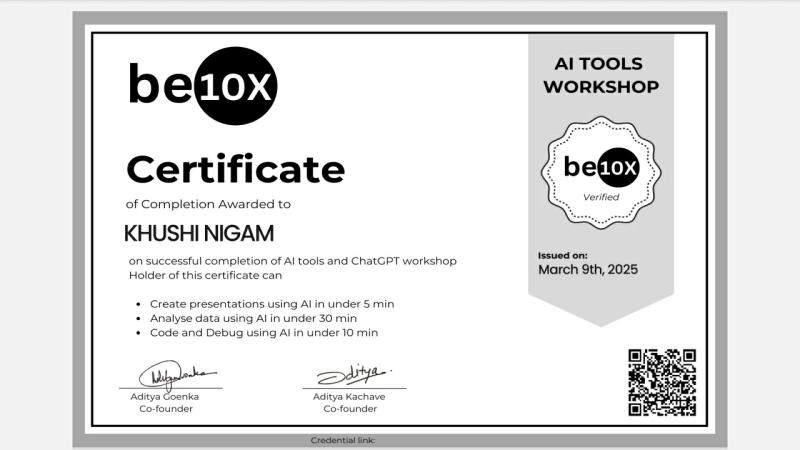 be10X
Certificate
of Completion Awarded to
KHUSHI NIGAM
on successful completion of AI tools and ChatGPT workshop
Holder of this certificate can
• Create presentations using AI in under 5 min
• Analyse data using AI in under 30 min
• Code and Debug using AI in under 10 min
Aditya
Aditya Goenka
Co-founder
Aditya Kachave
Co-founder
AI TOOLS
WORKSHOP
be10X
Verified
Issued on:
March 9th, 2025
Credential link: